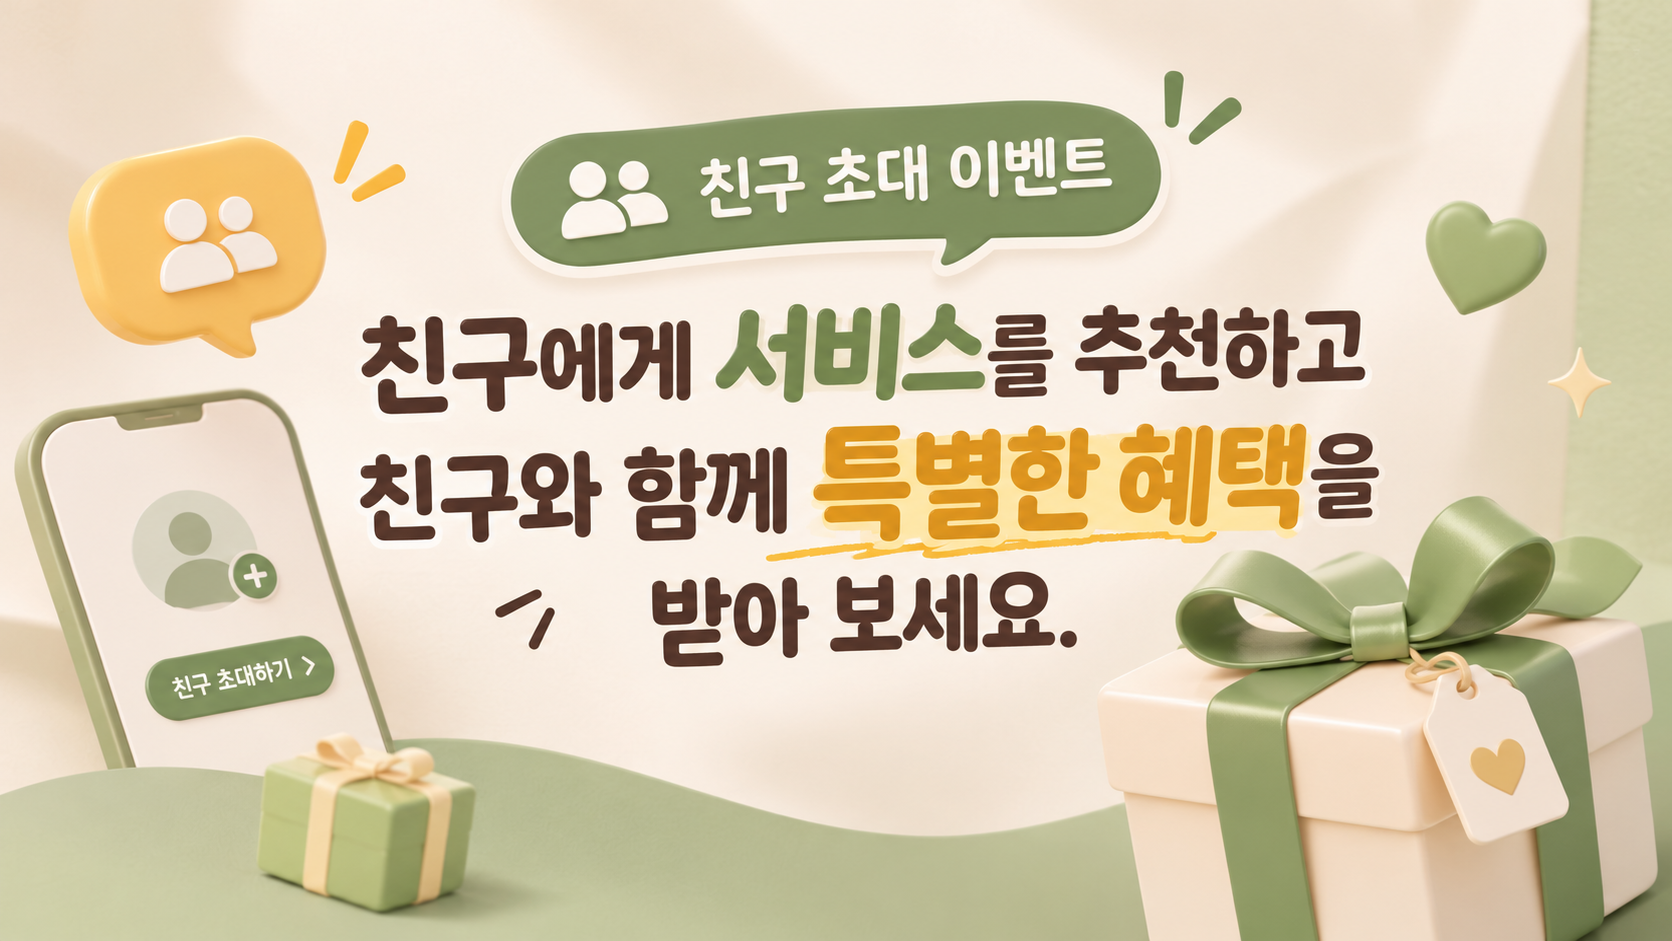 친구 초대 이벤트
친구에게 서비스를 추천하고
친구와 함께 특별한 혜택을
받아 보세요.
친구 초대하기 >